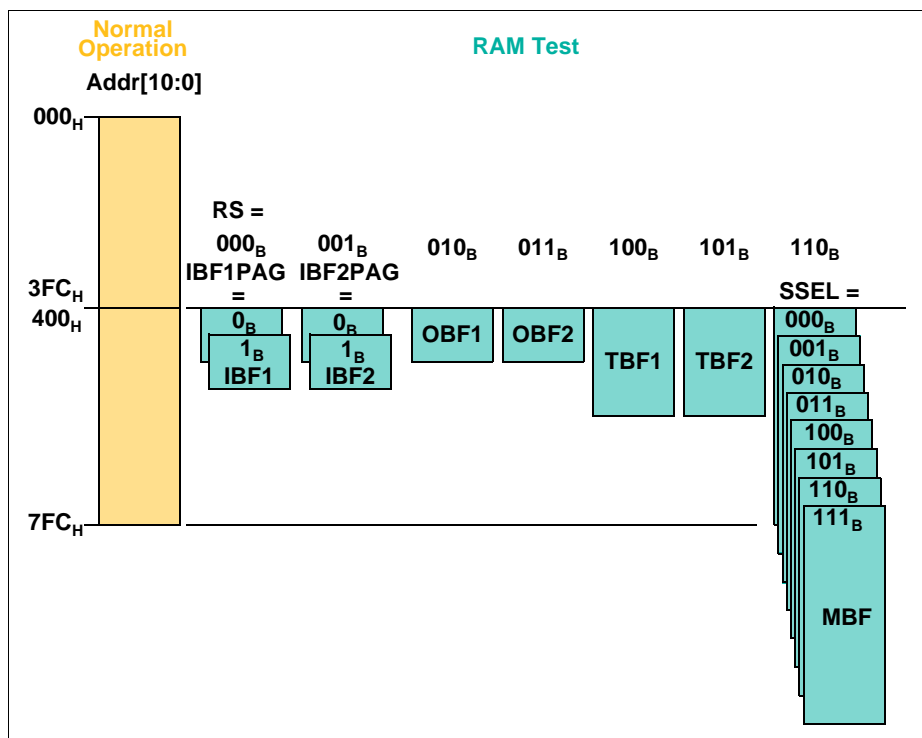 Normal
Operation
RAM Test
Addr[10:0]
000H
RS =
000B 001B 010B 011B 100B 101B 110B
IBF1PAG IBF2PAG
= =
3FCH
SSEL =
400H
0B 0B OBF1 OBF2 000B
1B 1B 001B
IBF1 IBF2 TBF1 TBF2 010B
011B
100B
101B
110B
7FCH
111B
MBF